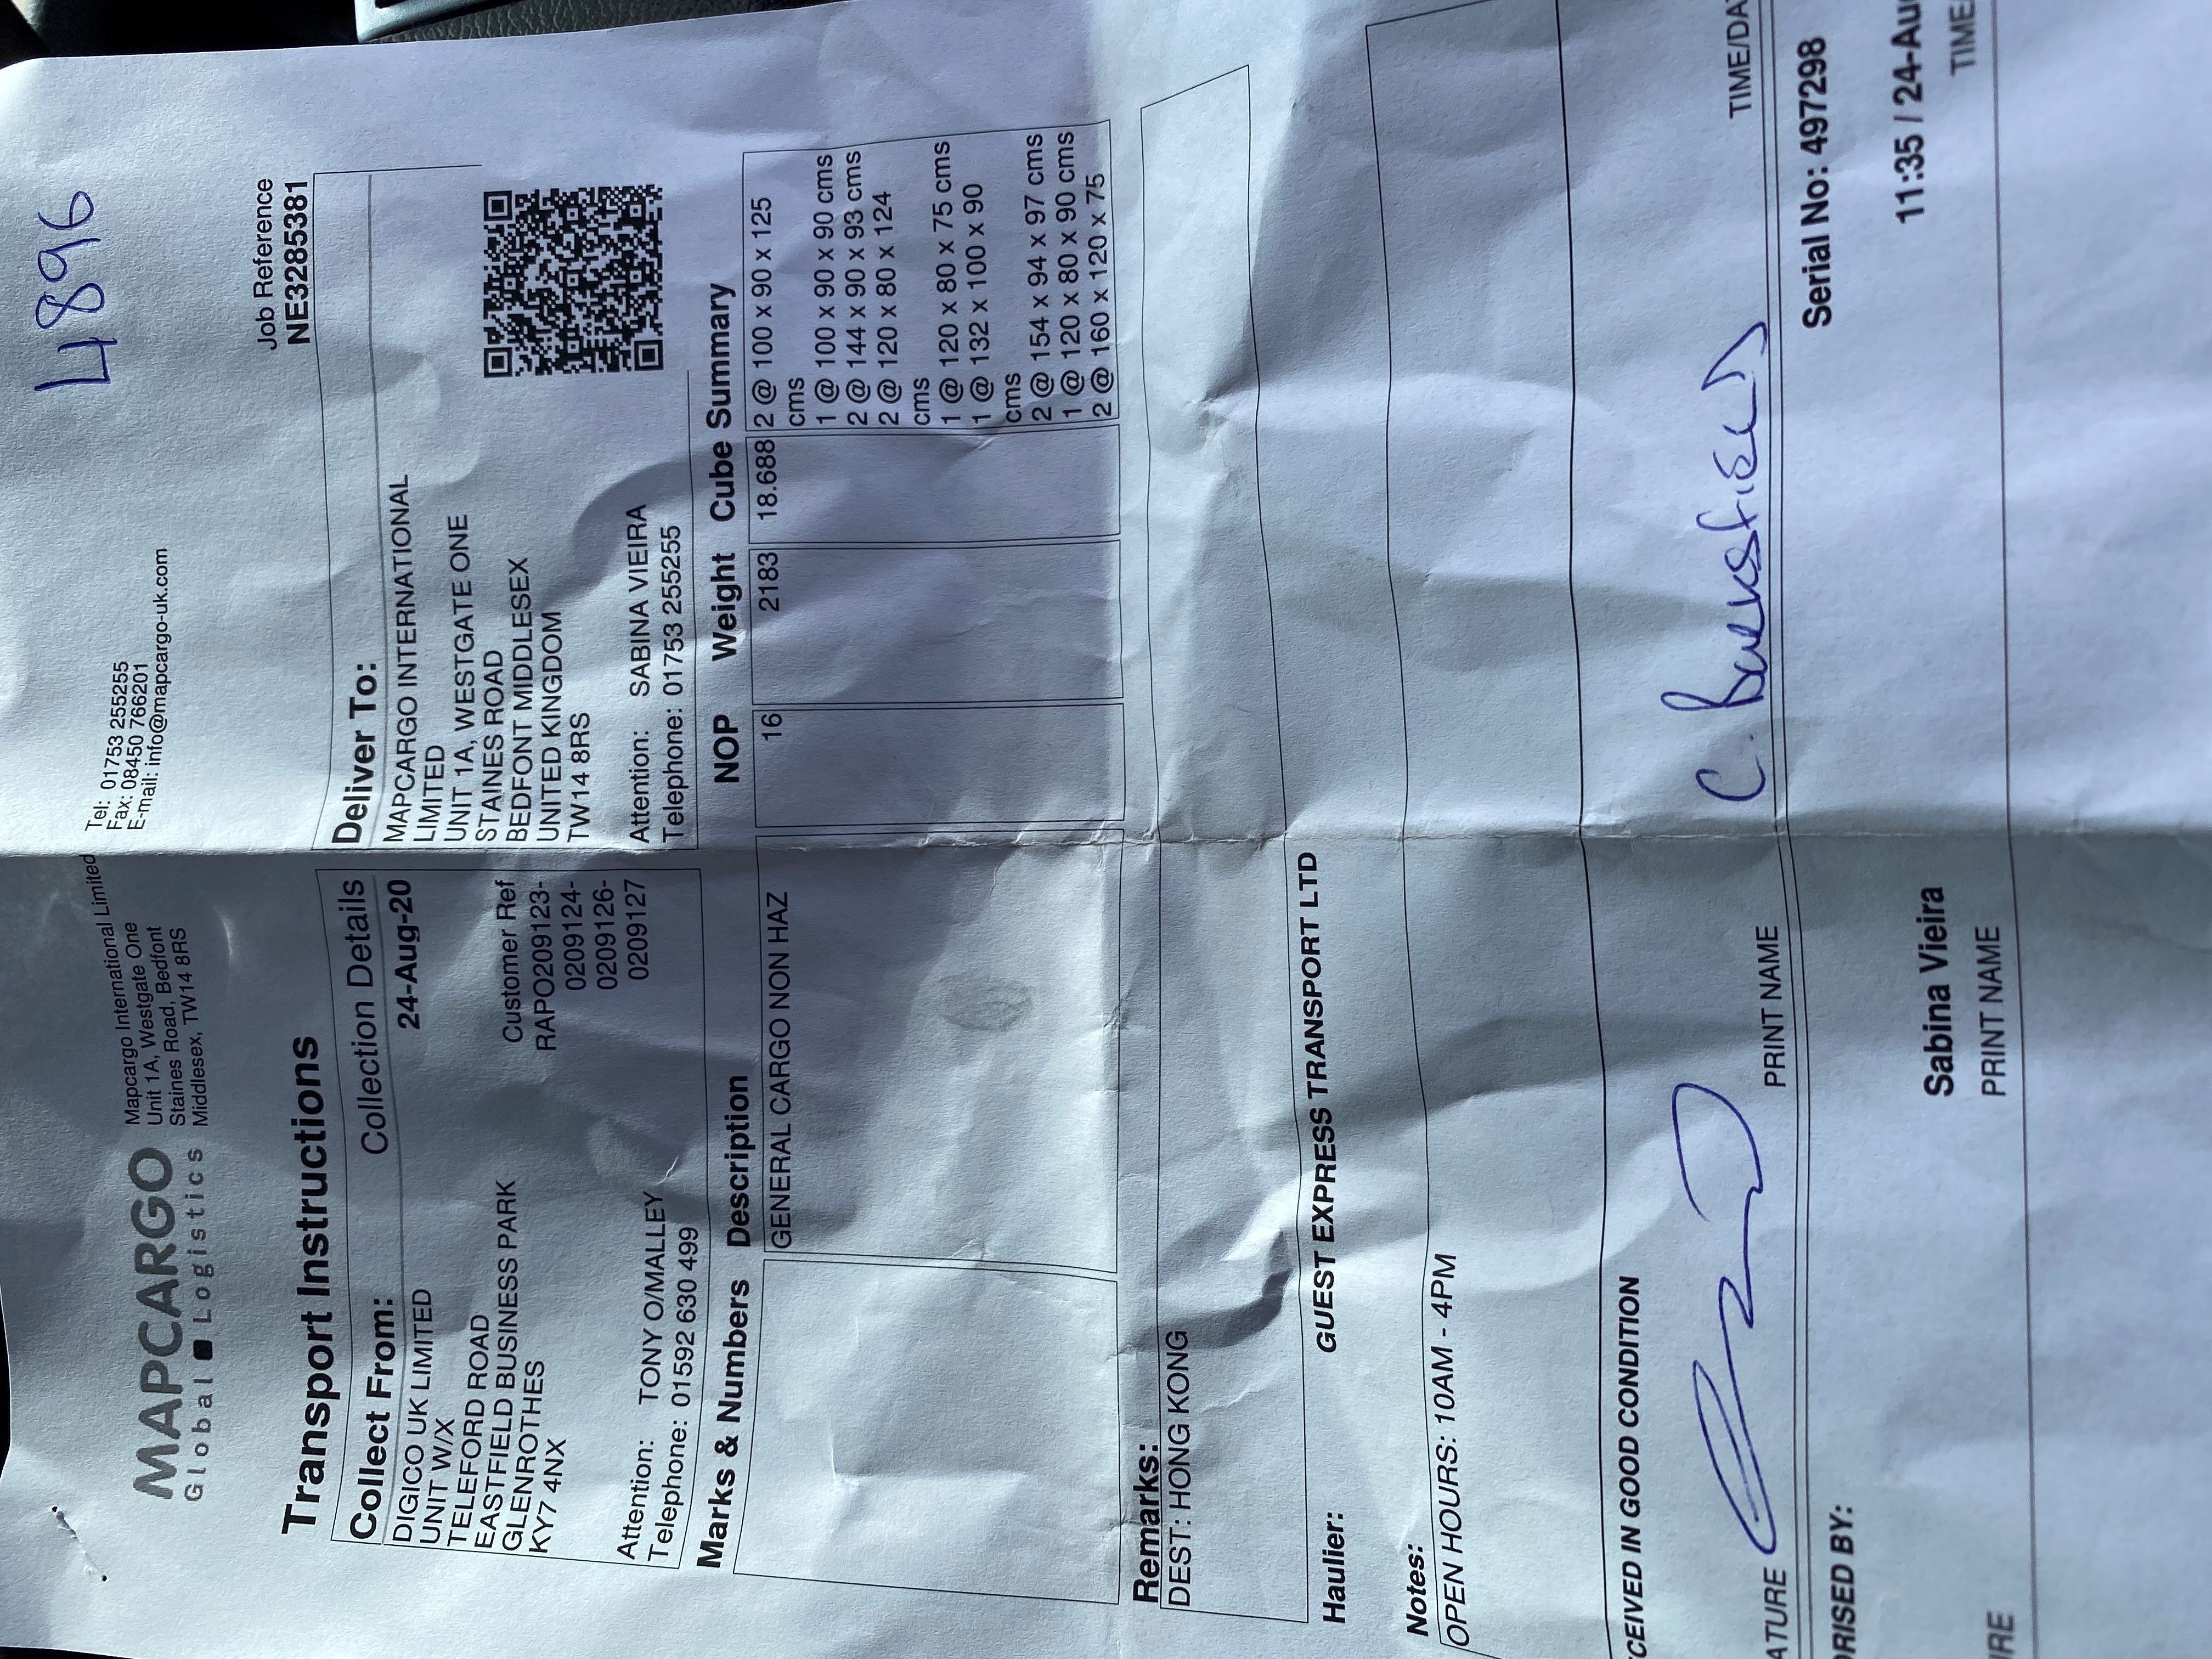 4896
MAPCARGO
Global Logistics
Mapcargo International Limited
Unit 1A, Westgate One
Staines Road, Bedfont
Middlesex, TW14 8RS
Tel: 01753 255255
Fax: 08450 766201
E-mail: info@mapcargo-uk.com
Transport Instructions
Job Reference
NE3285381
Collect From:
DIGICO UK LIMITED
UNIT W/X
TELEFORD ROAD
EASTFIELD BUSINESS PARK
GLENROTHES
KY7 4NX
Attention: TONY O/MALLEY
Telephone: 01592 630 499
Collection Details
24-Aug-20
Customer Ref
RAPO209123-
0209124-
0209126-
0209127
Deliver To:
MAPCARGO INTERNATIONAL
LIMITED
UNIT 1A, WESTGATE ONE
STAINES ROAD
BEDFONT MIDDLESEX
UNITED KINGDOM
TW14 8RS
Attention: SABINA VIEIRA
Telephone: 01753 255255
Marks & Numbers Description NOP Weight Cube Summary
GENERAL CARGO NON HAZ 16 2183 18.688 2 @ 100 x 90 x 125
cms
1 @ 100 x 90 x 90 cms
2 @ 144 x 90 x 93 cms
2 @ 120 x 80 x 124
cms
1 @ 120 x 80 x 75 cms
1 @ 132 x 100 x 90
cms
2 @ 154 x 94 x 97 cms
1 @ 120 x 80 x 90 cms
2 @ 160 x 120 x 75
Remarks:
DEST: HONG KONG
Haulier: GUEST EXPRESS TRANSPORT LTD
Notes:
OPEN HOURS: 10AM - 4PM
CEIVED IN GOOD CONDITION
C.
ATURE PRINT NAME TIME/DA
Serial No: 497298
ORISED BY:
Sabina Vieira 11:35 / 24-Au
URE PRINT NAME TIME